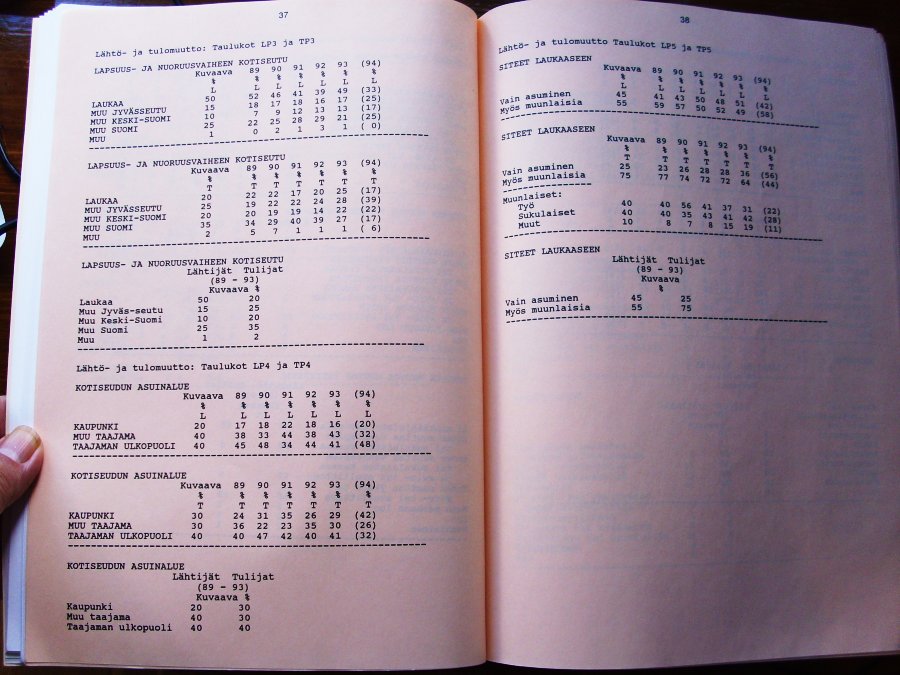 37
Lähtö- ja tulomuutto: Taulukot LP3 ja TP3
LAPSUUS- JA NUORUUSVAIHEEN KOTISEUTU
Kuvaava 89 90 91 92 93 (94)
% % % % % % %
L L L L L L L
LAUKAA 50 52 46 41 39 49 (33)
MUU JYVÄSSEUTU 15 18 17 18 16 17 (25)
MUU KESKI-SUOMI 10 7 9 12 13 13 (17)
MUU SUOMI 25 22 25 28 29 21 (25)
MUU 1 0 2 1 3 1 ( 0)
LAPSUUS- JA NUORUUSVAIHEEN KOTISEUTU
Kuvaava 89 90 91 92 93 (94)
% % % % % % %
T T T T T T T
LAUKAA 20 22 22 17 20 25 (17)
MUU JYVÄSSEUTU 25 19 22 22 24 28 (39)
MUU KESKI-SUOMI 20 20 19 19 14 22 (22)
MUU SUOMI 35 34 29 40 39 27 (17)
MUU 2 5 7 1 1 1 ( 6)
LAPSUUS- JA NUORUUSVAIHEEN KOTISEUTU
Lähtijät Tulijat
(89 - 93)
Kuvaava %
Laukaa 50 20
Muu Jyväs-seutu 15 25
Muu Keski-Suomi 10 20
Muu Suomi 25 35
Muu 1 2
Lähtö- ja tulomuutto: Taulukot LP4 ja TP4
KOTISEUDUN ASUINALUE
Kuvaava 89 90 91 92 93 (94)
% % % % % % %
L L L L L L L
KAUPUNKI 20 17 18 22 18 16 (20)
MUU TAAJAMA 40 38 33 44 38 43 (32)
TAAJAMAN ULKOPUOLI 40 45 48 34 44 41 (48)
KOTISEUDUN ASUINALUE
Kuvaava 89 90 91 92 93 (94)
% % % % % % %
T T T T T T T
KAUPUNKI 30 24 31 35 26 29 (42)
MUU TAAJAMA 30 36 22 23 35 30 (26)
TAAJAMAN ULKOPUOLI 40 40 47 42 40 41 (32)
KOTISEUDUN ASUINALUE
Lähtijät Tulijat
(89 - 93)
Kuvaava %
Kaupunki 20 30
Muu taajama 40 30
Taajaman ulkopuoli 40 40
38
Lähtö- ja tulomuutto Taulukot LP5 ja TP5
SITEET LAUKAASEEN
Kuvaava 89 90 91 92 93 (94)
% % % % % % %
L L L L L L L
Vain asuminen 45 41 43 50 48 51 (42)
Myös muunlaisia 55 59 57 50 52 49 (58)
SITEET LAUKAASEEN
Kuvaava 89 90 91 92 93 (94)
% % % % % % %
T T T T T T T
Vain asuminen 25 23 26 28 28 36 (56)
Myös muunlaisia 75 77 74 72 72 64 (44)
Muunlaiset:
Työ 40 40 56 41 37 31 (22)
Sukulaiset 40 40 35 43 41 42 (28)
Muut 10 8 7 8 15 19 (11)
SITEET LAUKAASEEN
Lähtijät Tulijat
(89 - 93)
Kuvaava
%
Vain asuminen 45 25
Myös muunlaisia 55 75